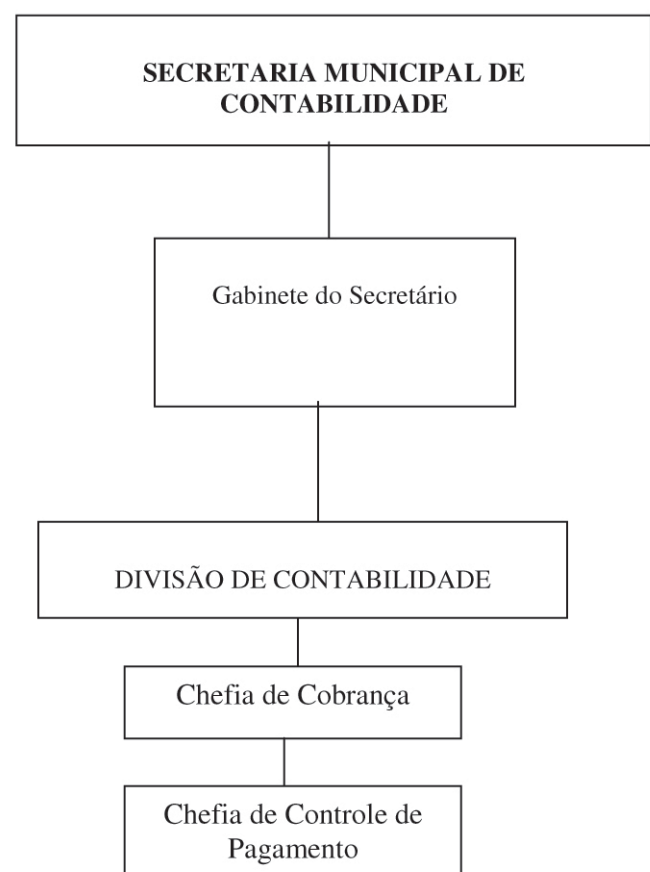 SECRETARIA MUNICIPAL DE
CONTABILIDADE
Gabinete do Secretário
DIVISÃO DE CONTABILIDADE
Chefia de Cobrança
Chefia de Controle de
Pagamento